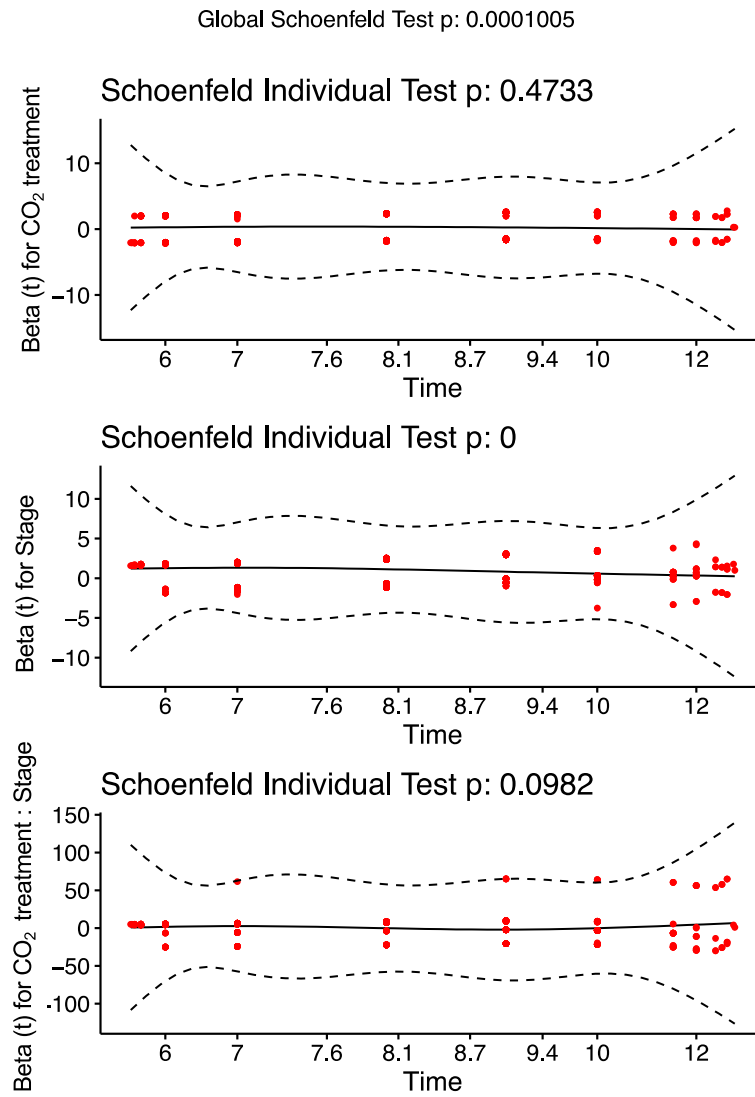 Global Schoenfeld Test p: 0.0001005
Schoenfeld Individual Test p: 0.4733
Beta (t) for CO₂ treatment
10
0
−10
6 7 7.6 8.1 8.7 9.4 10 12
Time
Schoenfeld Individual Test p: 0
Beta (t) for Stage
10
5
0
−5
−10
6 7 7.6 8.1 8.7 9.4 10 12
Time
Schoenfeld Individual Test p: 0.0982
Beta (t) for CO₂ treatment : Stage
150
100
50
0
-50
-100
6 7 7.6 8.1 8.7 9.4 10 12
Time